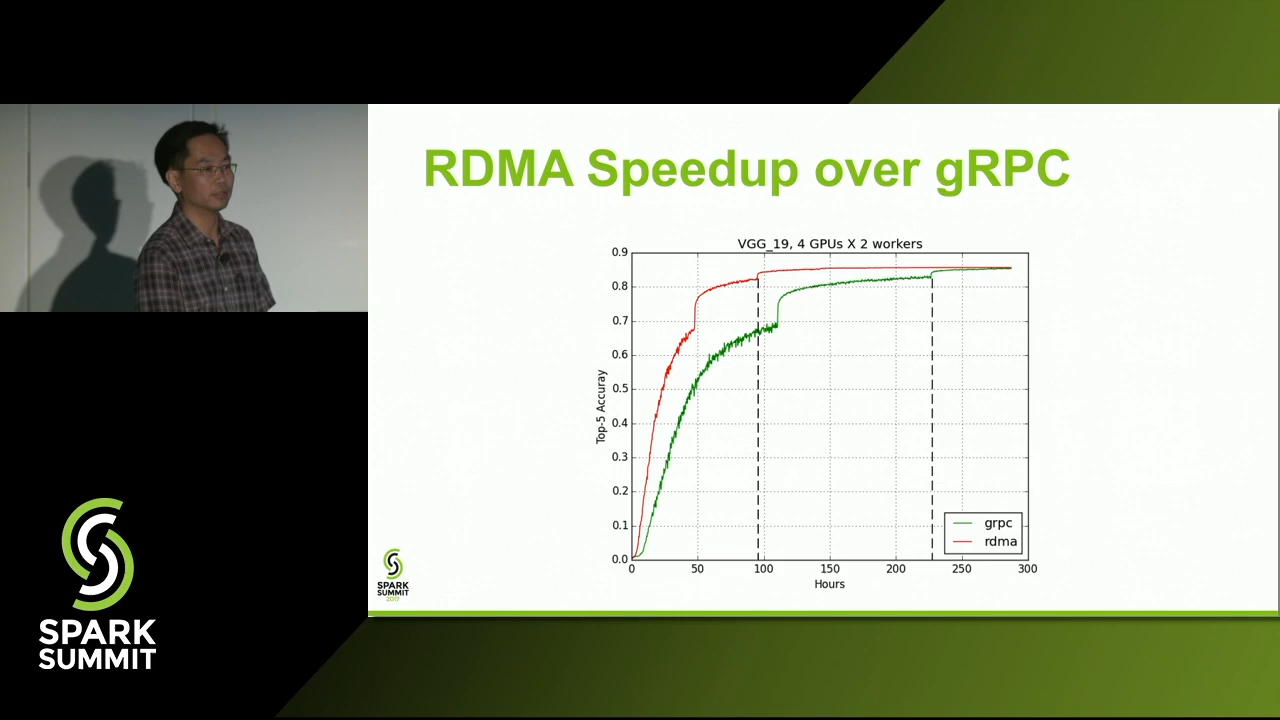 RDMA Speedup over gRPC
VGG_19, 4 GPUs X 2 workers
0.9
0.8
0.7
0.6
0.5
0.4
0.3
0.2
0.1
0.0
Top-5 Accuray
0
50
100
150
200
250
300
Hours
grpc
rdma
SPARK
SUMMIT
2017
SPARK
SUMMIT